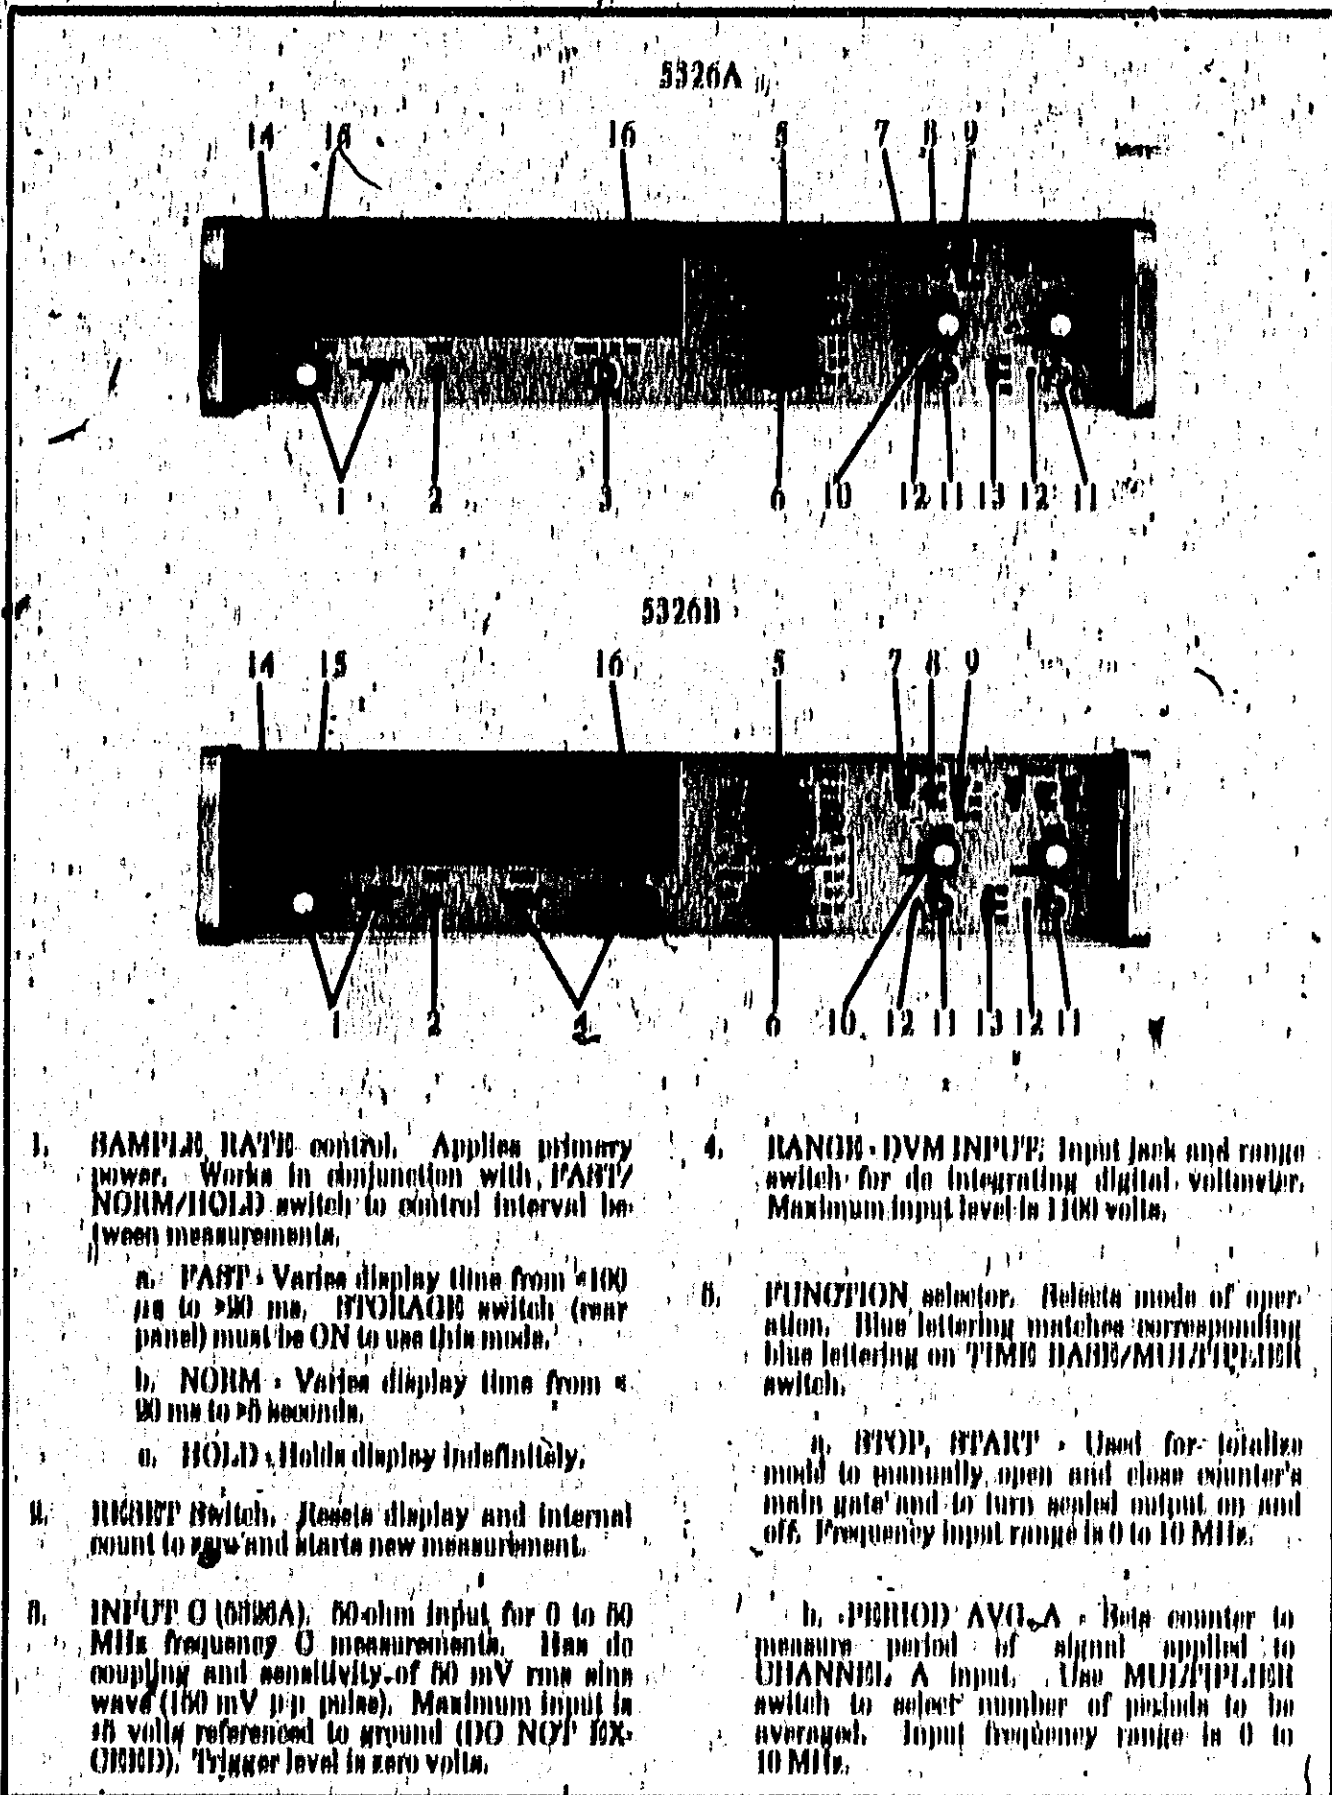 5326A
14 15 16 5 7 8 9
1 2 3 6 10 12 11 13 12 11
5326B
14 15 16 5 7 8 9
1 2 4 6 10 12 11 13 12 11
1. SAMPLE RATE control. Applies primary
power. Works in conjunction with FAST/
NORM/HOLD switch to control interval be-
tween measurements.
a. FAST - Varies display time from <100
µs to >20 ms. STORAGE switch (rear
panel) must be ON to use this mode.
b. NORM - Varies display time from <
20 ms to >5 seconds.
c. HOLD - Holds display indefinitely.
2. RESET Switch. Resets display and internal
count to zero and starts new measurement.
3. INPUT C (5326A). 50-ohm input for 0 to 50
MHz frequency C measurements. Has dc
coupling and sensitivity of 50 mV rms sine
wave (150 mV p-p pulse). Maximum input is
±5 volts referenced to ground (DO NOT EX-
CEED). Trigger level is zero volts.
4. RANGE - DVM INPUT. Input jack and range
switch for dc integrating digital voltmeter.
Maximum input level is 1100 volts.
5. FUNCTION selector. Selects mode of oper-
ation. Blue lettering matches corresponding
blue lettering on TIME BASE/MULTIPLIER
switch.
a. STOP, START - Used for totalize
mode to manually open and close counter's
main gate and to turn scaled output on and
off. Frequency input range is 0 to 10 MHz.
b. PERIOD AVG. A - Sets counter to
measure period of signal applied to
CHANNEL A input. Use MULTIPLIER
switch to select number of periods to be
averaged. Input frequency range is 0 to
10 MHz.